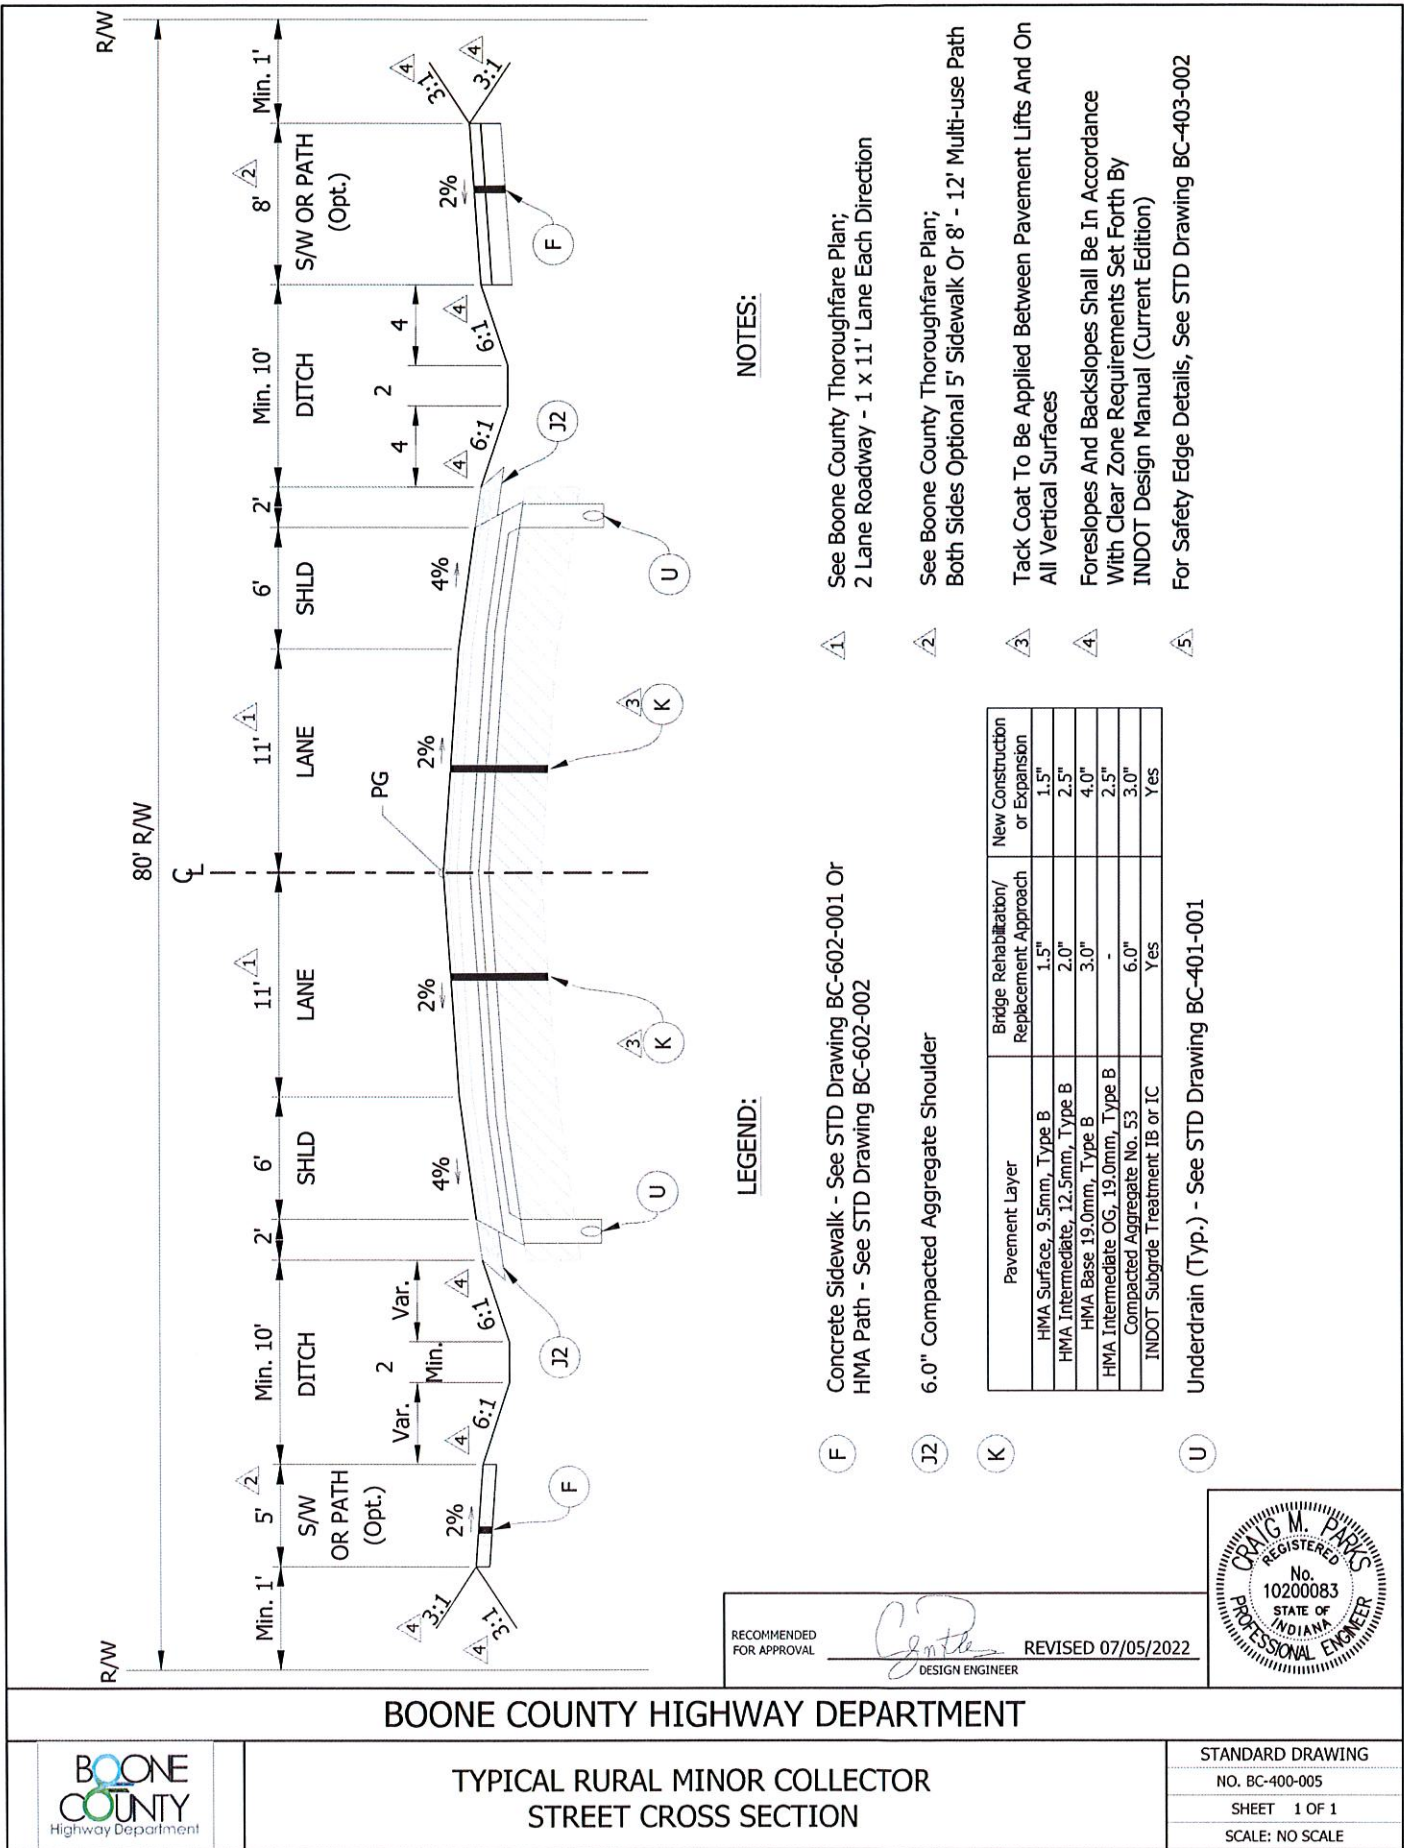 80' R/W
R/W
R/W
Min. 1'
5'
2
Min. 10'
2'
6'
11'
1
11'
1
6'
2'
Min. 10'
8'
2
Min. 1'
S/W
OR PATH
(Opt.)
DITCH
SHLD
LANE
CL
LANE
SHLD
DITCH
S/W OR PATH
(Opt.)
Var.
2
Min.
Var.
PG
4
2
4
4
3:1
4
3:1
2%
4
6:1
6:1
4
4%
2%
2%
4%
4
6:1
6:1
4
2%
4
3:1
4
3:1
F
J2
U
3
K
3
K
U
J2
F
LEGEND:
F
Concrete Sidewalk - See STD Drawing BC-602-001 Or
HMA Path - See STD Drawing BC-602-002
J2
6.0" Compacted Aggregate Shoulder
K
Pavement Layer
Bridge Rehabilitation/
Replacement Approach
New Construction
or Expansion
HMA Surface, 9.5mm, Type B 1.5" 1.5"
HMA Intermediate, 12.5mm, Type B 2.0" 2.5"
HMA Base 19.0mm, Type B 3.0" 4.0"
HMA Intermediate OG, 19.0mm, Type B - 2.5"
Compacted Aggregate No. 53 6.0" 3.0"
INDOT Subgrde Treatment IB or IC Yes Yes
U
Underdrain (Typ.) - See STD Drawing BC-401-001
NOTES:
1
See Boone County Thoroughfare Plan;
2 Lane Roadway - 1 x 11' Lane Each Direction
2
See Boone County Thoroughfare Plan;
Both Sides Optional 5' Sidewalk Or 8' - 12' Multi-use Path
3
Tack Coat To Be Applied Between Pavement Lifts And On
All Vertical Surfaces
4
Foreslopes And Backslopes Shall Be In Accordance
With Clear Zone Requirements Set Forth By
INDOT Design Manual (Current Edition)
5
For Safety Edge Details, See STD Drawing BC-403-002
RECOMMENDED
FOR APPROVAL
REVISED 07/05/2022
DESIGN ENGINEER
CRAIG M. PARKS
REGISTERED
No.
10200083
STATE OF
INDIANA
PROFESSIONAL ENGINEER
BOONE COUNTY HIGHWAY DEPARTMENT
BOONE
COUNTY
Highway Department
TYPICAL RURAL MINOR COLLECTOR
STREET CROSS SECTION
STANDARD DRAWING
NO. BC-400-005
SHEET 1 OF 1
SCALE: NO SCALE